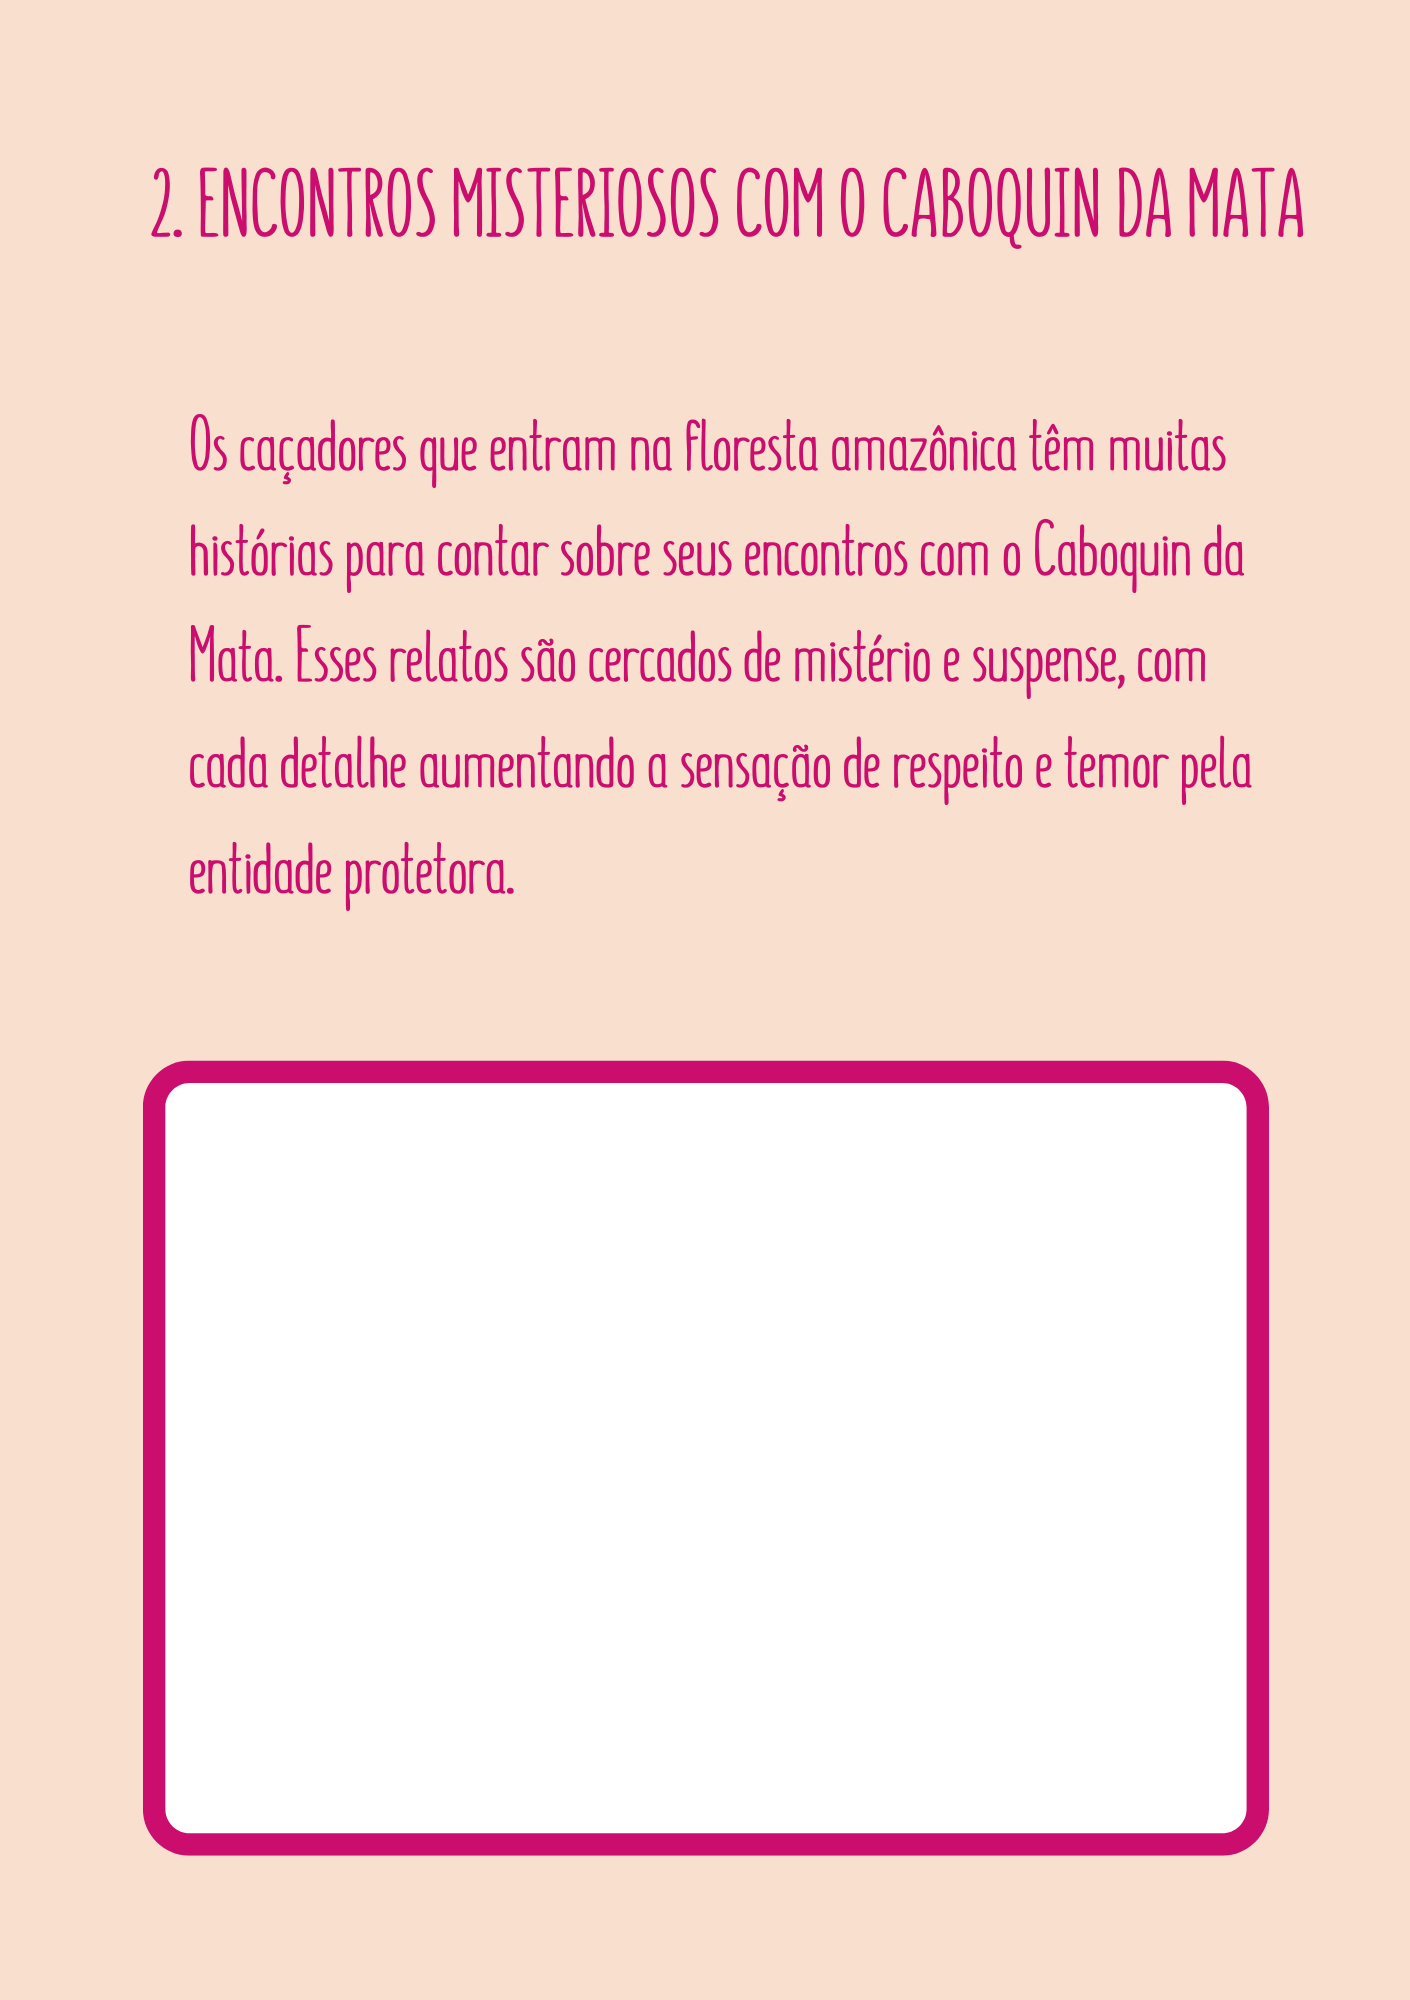 2. ENCONTROS MISTERIOSOS COM O CABOQUIN DA MATA
Os caçadores que entram na floresta amazônica têm muitas
histórias para contar sobre seus encontros com o Caboquin da
Mata. Esses relatos são cercados de mistério e suspense, com
cada detalhe aumentando a sensação de respeito e temor pela
entidade protetora.